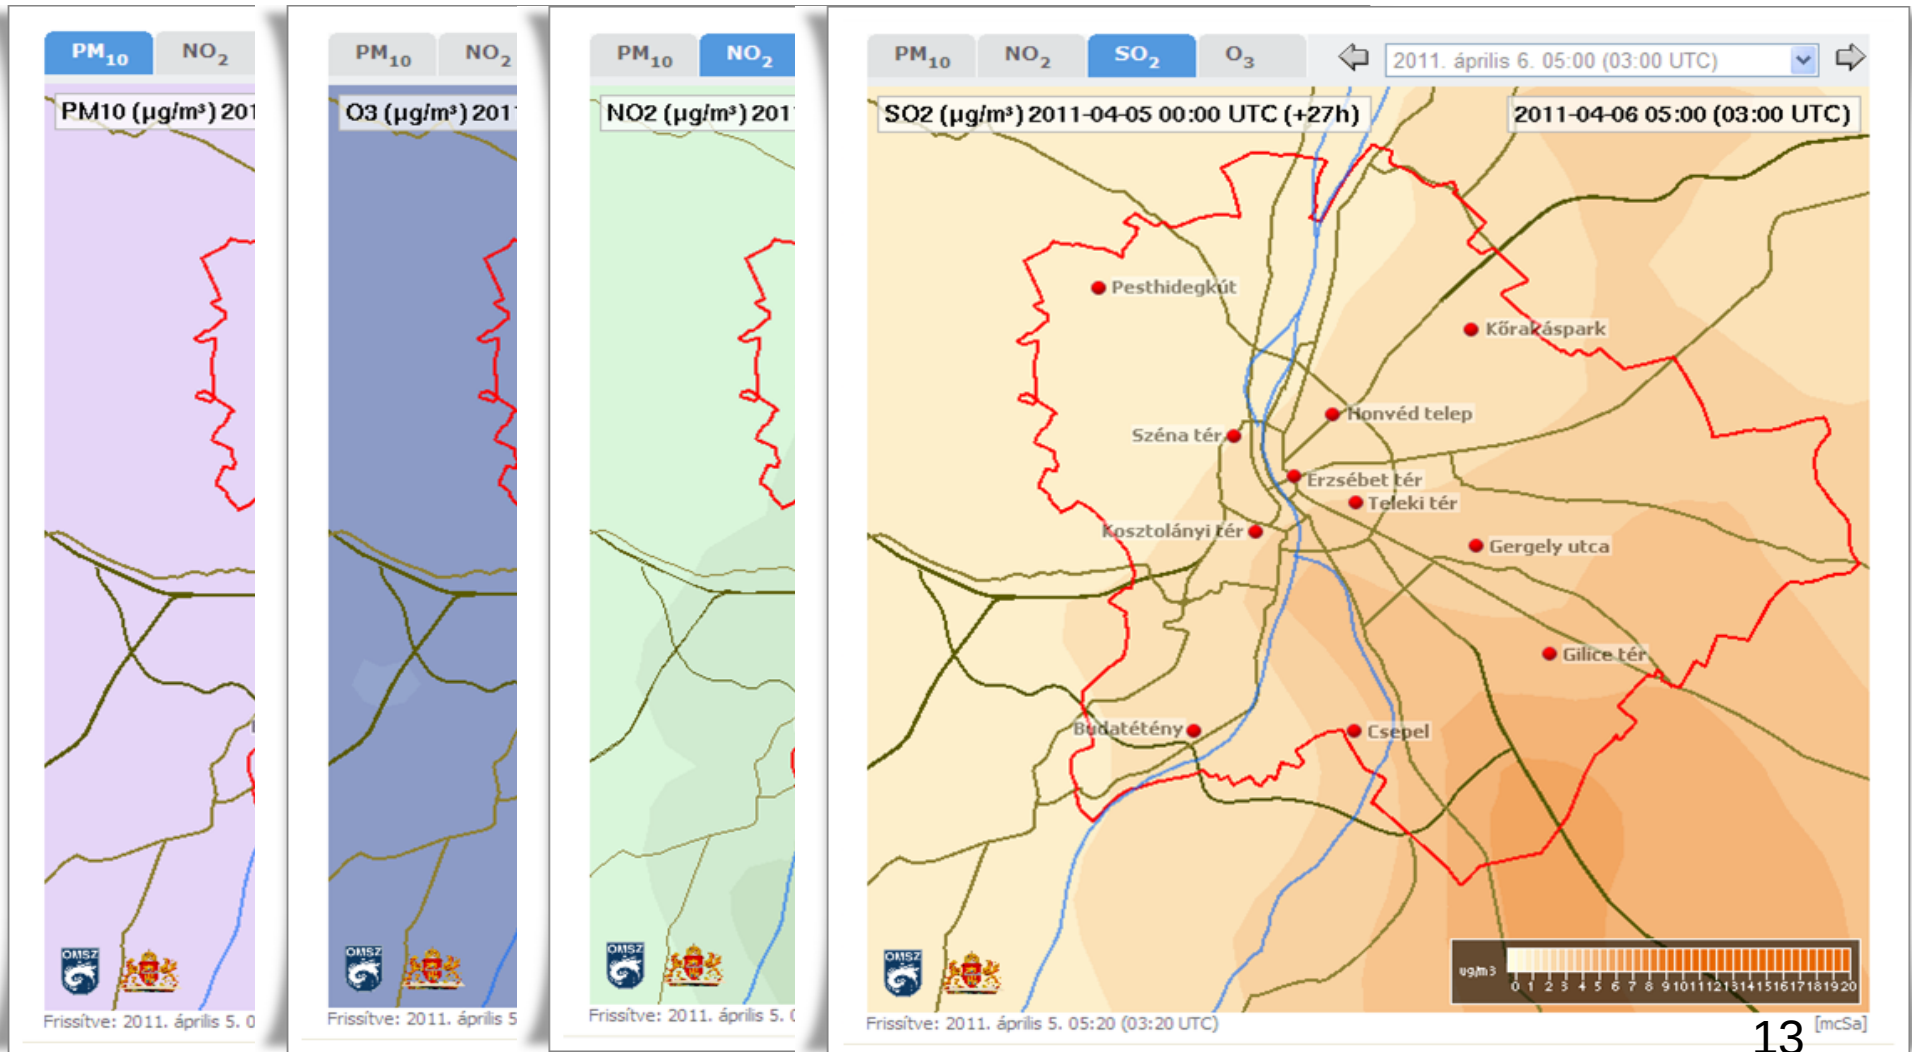 PM10 NO2
PM10 (µg/m³) 201
OMSZ
Frissítve: 2011. április 5. 0
PM10 NO2
O3 (µg/m³) 201
OMSZ
Frissítve: 2011. április 5
PM10 NO2
NO2 (µg/m³) 201
OMSZ
Frissítve: 2011. április 5. 0
PM10 NO2 SO2 O3
2011. április 6. 05:00 (03:00 UTC)
SO2 (µg/m³) 2011-04-05 00:00 UTC (+27h)
2011-04-06 05:00 (03:00 UTC)
Pesthidegkút
Kőrakáspark
Honvéd telep
Széna tér
Erzsébet tér
Teleki tér
Kosztolányi tér
Gergely utca
Gilice tér
Budatétény
Csepel
OMSZ
ug/m3
0 1 2 3 4 5 6 7 8 9 10 11 12 13 14 15 16 17 18 19 20
Frissítve: 2011. április 5. 05:20 (03:20 UTC)
[mcSa]
13